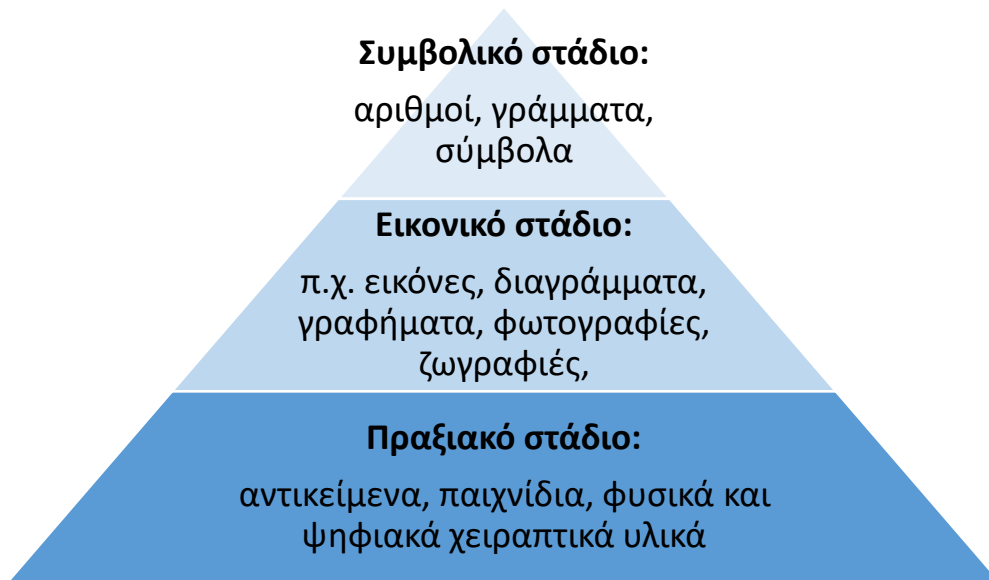 Συμβολικό στάδιο:
αριθμοί, γράμματα,
σύμβολα
Εικονικό στάδιο:
π.χ. εικόνες, διαγράμματα,
γραφήματα, φωτογραφίες,
ζωγραφιές,
Πραξιακό στάδιο:
αντικείμενα, παιχνίδια, φυσικά και
ψηφιακά χειραπτικά υλικά